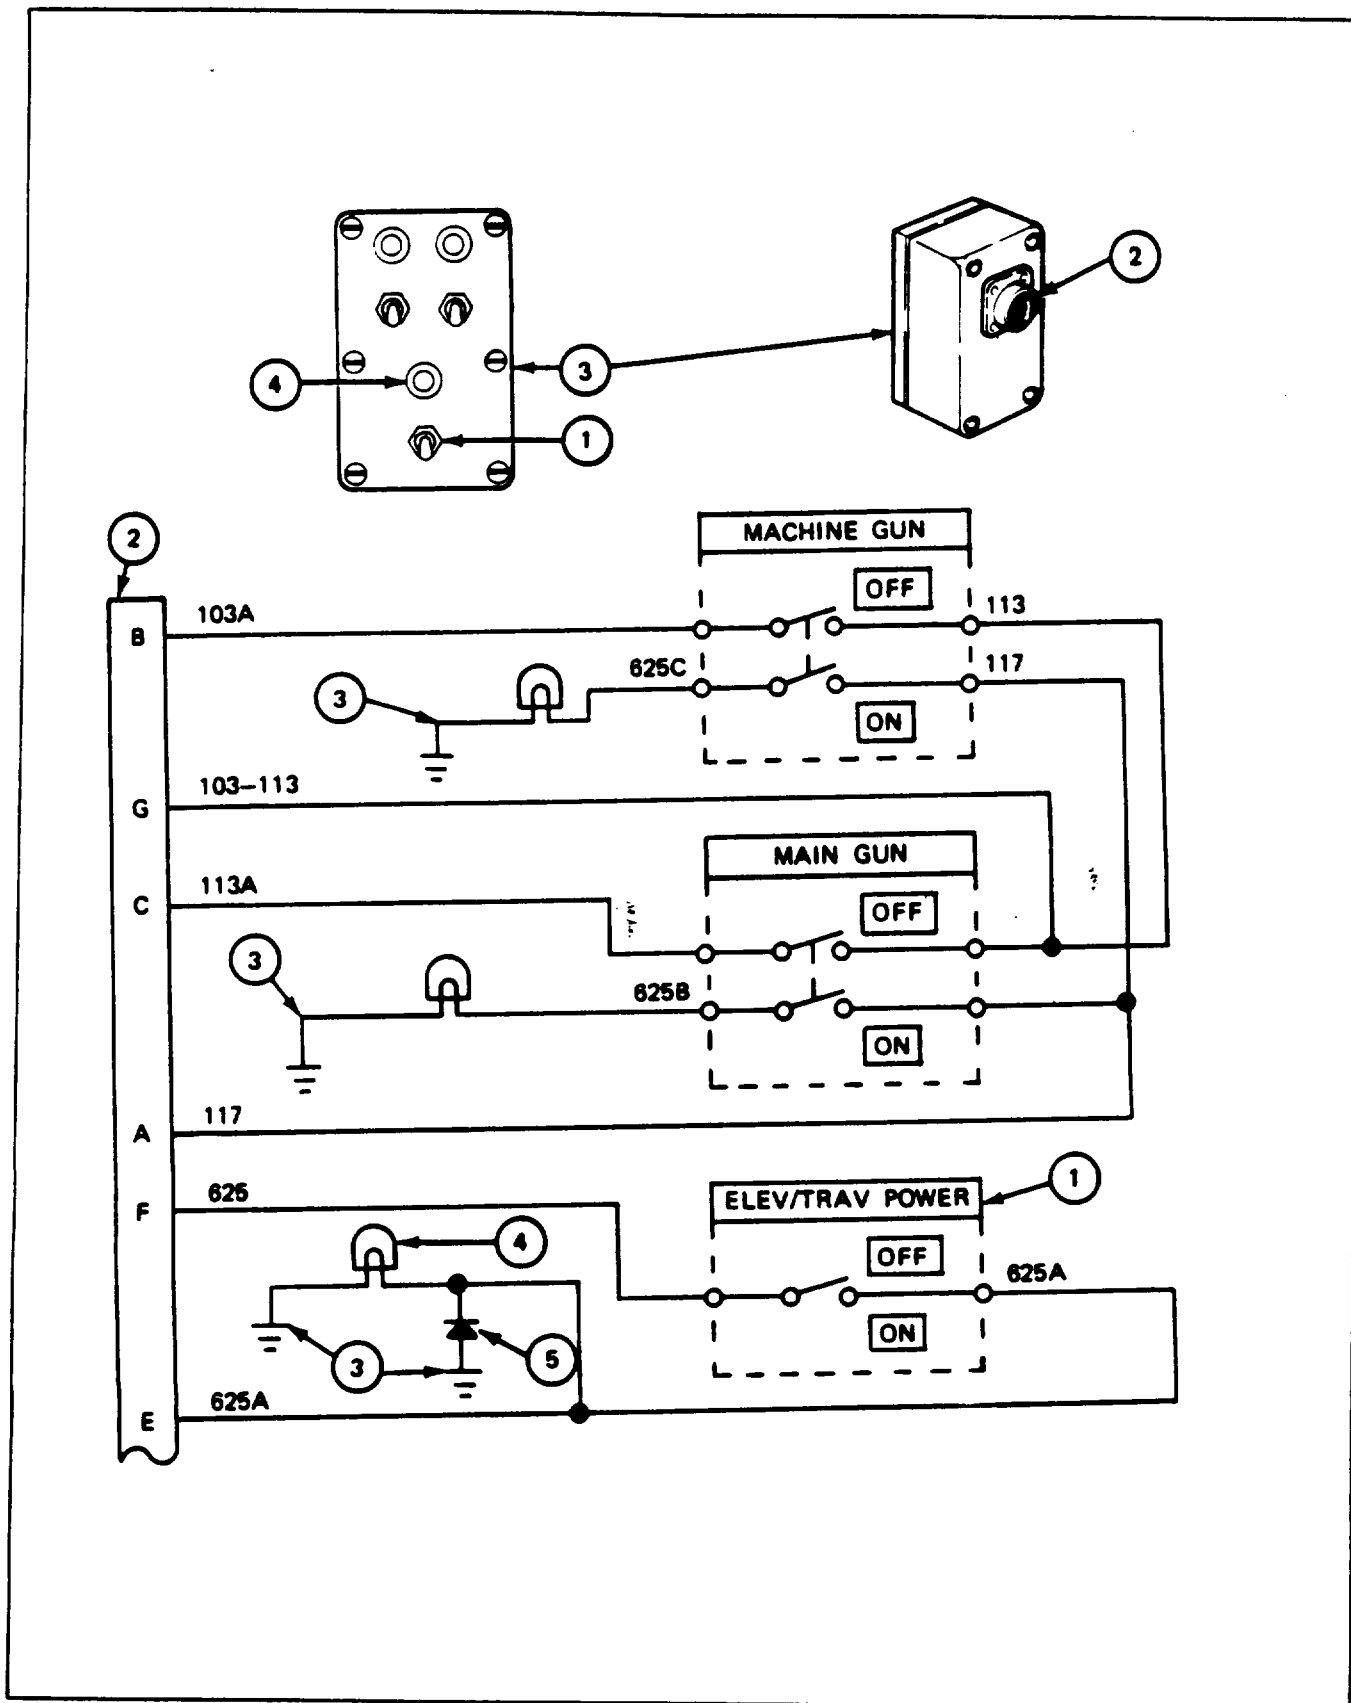 2
3
4
1
2
MACHINE GUN
OFF
103A
113
B
625C
117
3
ON
103–113
G
MAIN GUN
113A
C
OFF
3
625B
ON
117
A
1
625
ELEV/TRAV POWER
F
4
OFF
625A
ON
3
5
625A
E